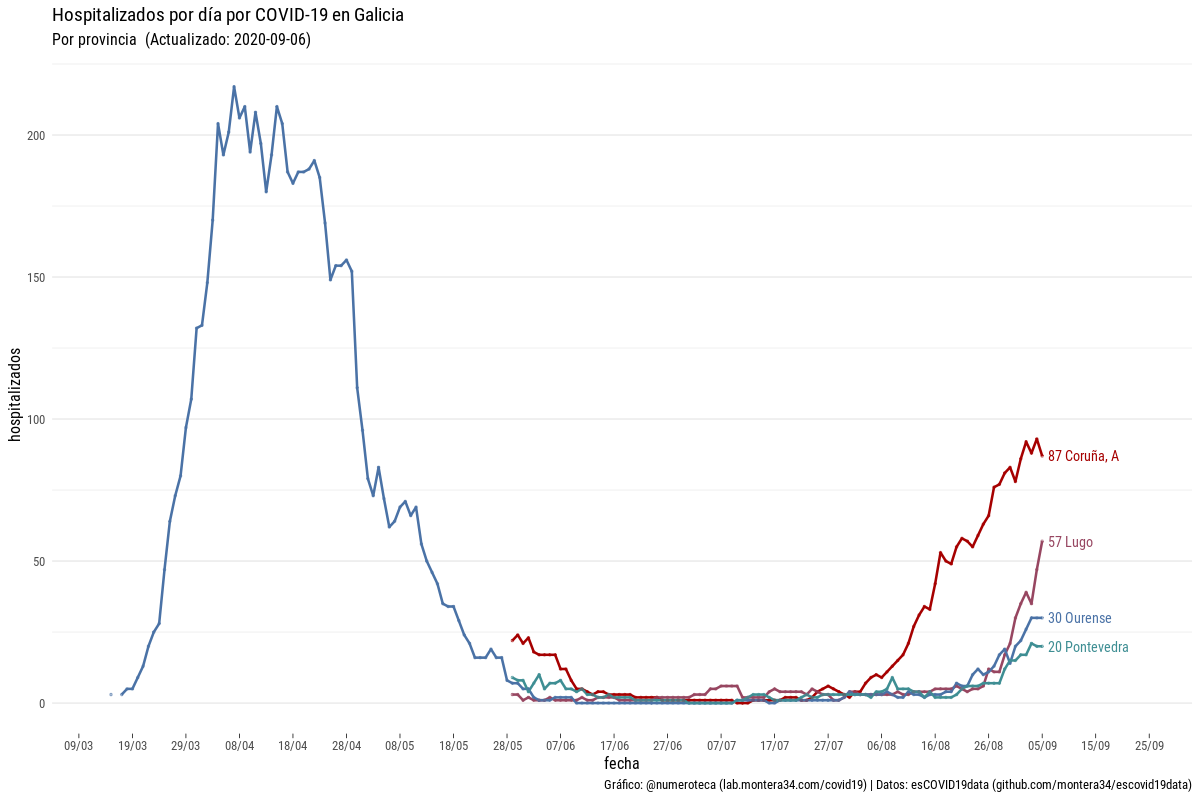 Hospitalizados por día por COVID-19 en Galicia
Por provincia (Actualizado: 2020-09-06)
hospitalizados
200
150
100
50
0
87 Coruña, A
57 Lugo
30 Ourense
20 Pontevedra
09/03 19/03 29/03 08/04 18/04 28/04 08/05 18/05 28/05 07/06 17/06 27/06 07/07 17/07 27/07 06/08 16/08 26/08 05/09 15/09 25/09
fecha
Gráfico: @numeroteca (lab.montera34.com/covid19) | Datos: esCOVID19data (github.com/montera34/escovid19data)